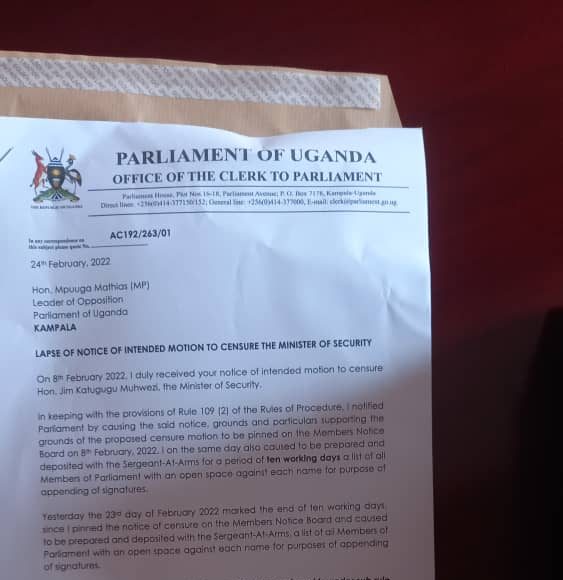 PARLIAMENT OF UGANDA
OFFICE OF THE CLERK TO PARLIAMENT
Parliament House, Plot Nos 16-18, Parliament Avenue; P. O. Box 7178, Kampala-Uganda
Direct lines: +256(0)414-377150/152; General line: +256(0)414-377000, E-mail: clerk@parliament.go.ug
THE REPUBLIC OF UGANDA
In any correspondence on
this subject please quote No. AC192/263/01
24th February, 2022
Hon. Mpuuga Mathias (MP)
Leader of Opposition
Parliament of Uganda
KAMPALA
LAPSE OF NOTICE OF INTENDED MOTION TO CENSURE THE MINISTER OF SECURITY
On 8th February 2022, I duly received your notice of intended motion to censure
Hon. Jim Katugugu Muhwezi, the Minister of Security.
In keeping with the provisions of Rule 109 (2) of the Rules of Procedure, I notified
Parliament by causing the said notice, grounds and particulars supporting the
grounds of the proposed censure motion to be pinned on the Members Notice
Board on 8th February, 2022. I on the same day also caused to be prepared and
deposited with the Sergeant-At-Arms for a period of ten working days a list of all
Members of Parliament with an open space against each name for purpose of
appending of signatures.
Yesterday the 23rd day of February 2022 marked the end of ten working days,
since I pinned the notice of censure on the Members Notice Board and caused
to be prepared and deposited with the Sergeant-At-Arms, a list of all Members of
Parliament with an open space against each name for purposes of appending
of signatures.